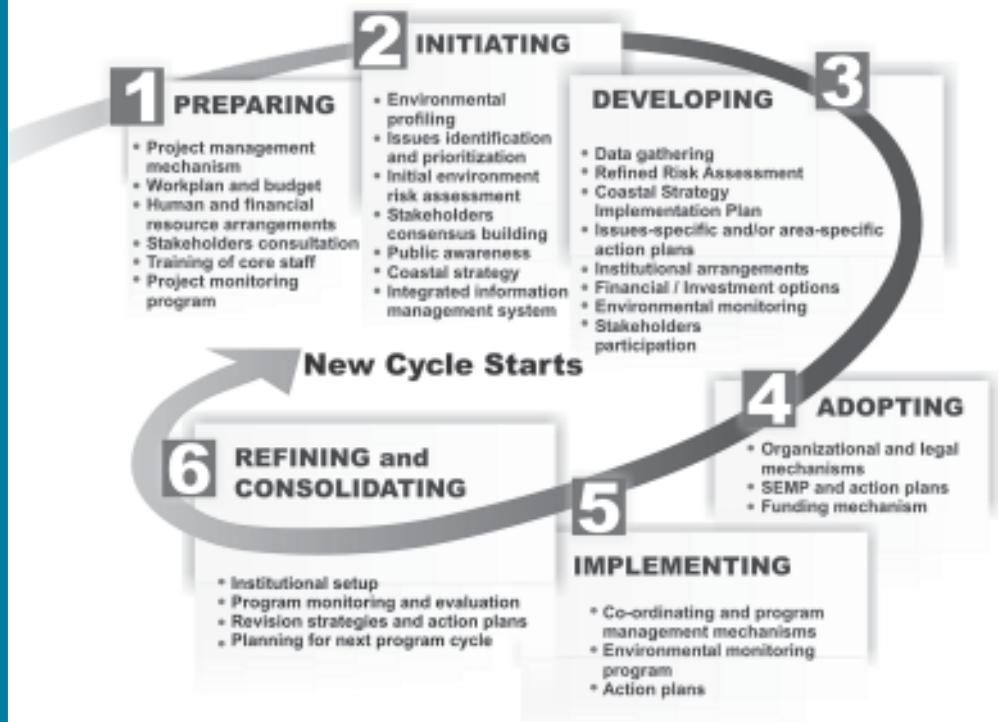 1 PREPARING
• Project management
mechanism
• Workplan and budget
• Human and financial
resource arrangements
• Stakeholders consultation
• Training of core staff
• Project monitoring
program
2 INITIATING
• Environmental
profiling
• Issues identification
and prioritization
• Initial environment
risk assessment
• Stakeholders
consensus building
• Public awareness
• Coastal strategy
• Integrated information
management system
3
DEVELOPING
• Data gathering
• Refined Risk Assessment
• Coastal Strategy
Implementation Plan
• Issues-specific and/or area-specific
action plans
• Institutional arrangements
• Financial / Investment options
• Environmental monitoring
• Stakeholders
participation
4 ADOPTING
• Organizational and legal
mechanisms
• SEMP and action plans
• Funding mechanism
5
IMPLEMENTING
• Co-ordinating and program
management mechanisms
• Environmental monitoring
program
• Action plans
6 REFINING and
CONSOLIDATING
• Institutional setup
• Program monitoring and evaluation
• Revision strategies and action plans
• Planning for next program cycle
New Cycle Starts